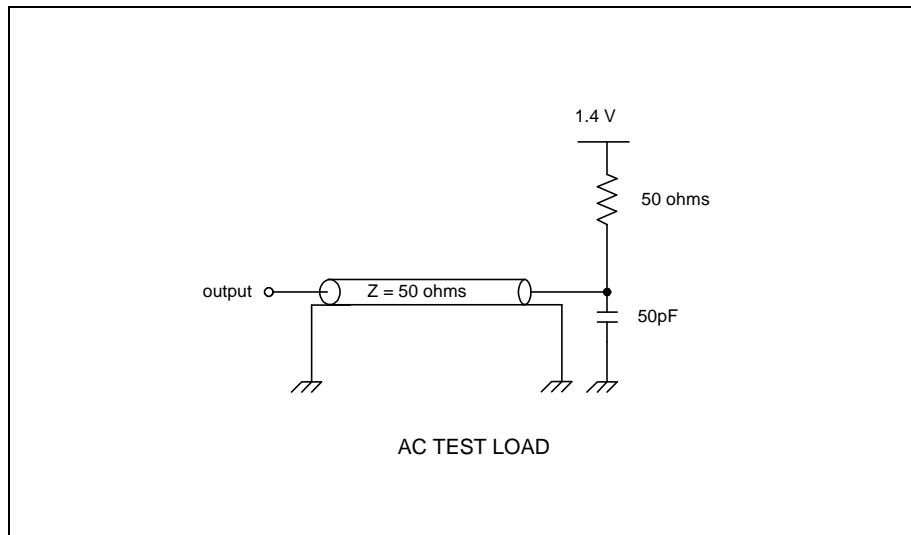 1.4 V
50 ohms
output
Z = 50 ohms
50pF
AC TEST LOAD